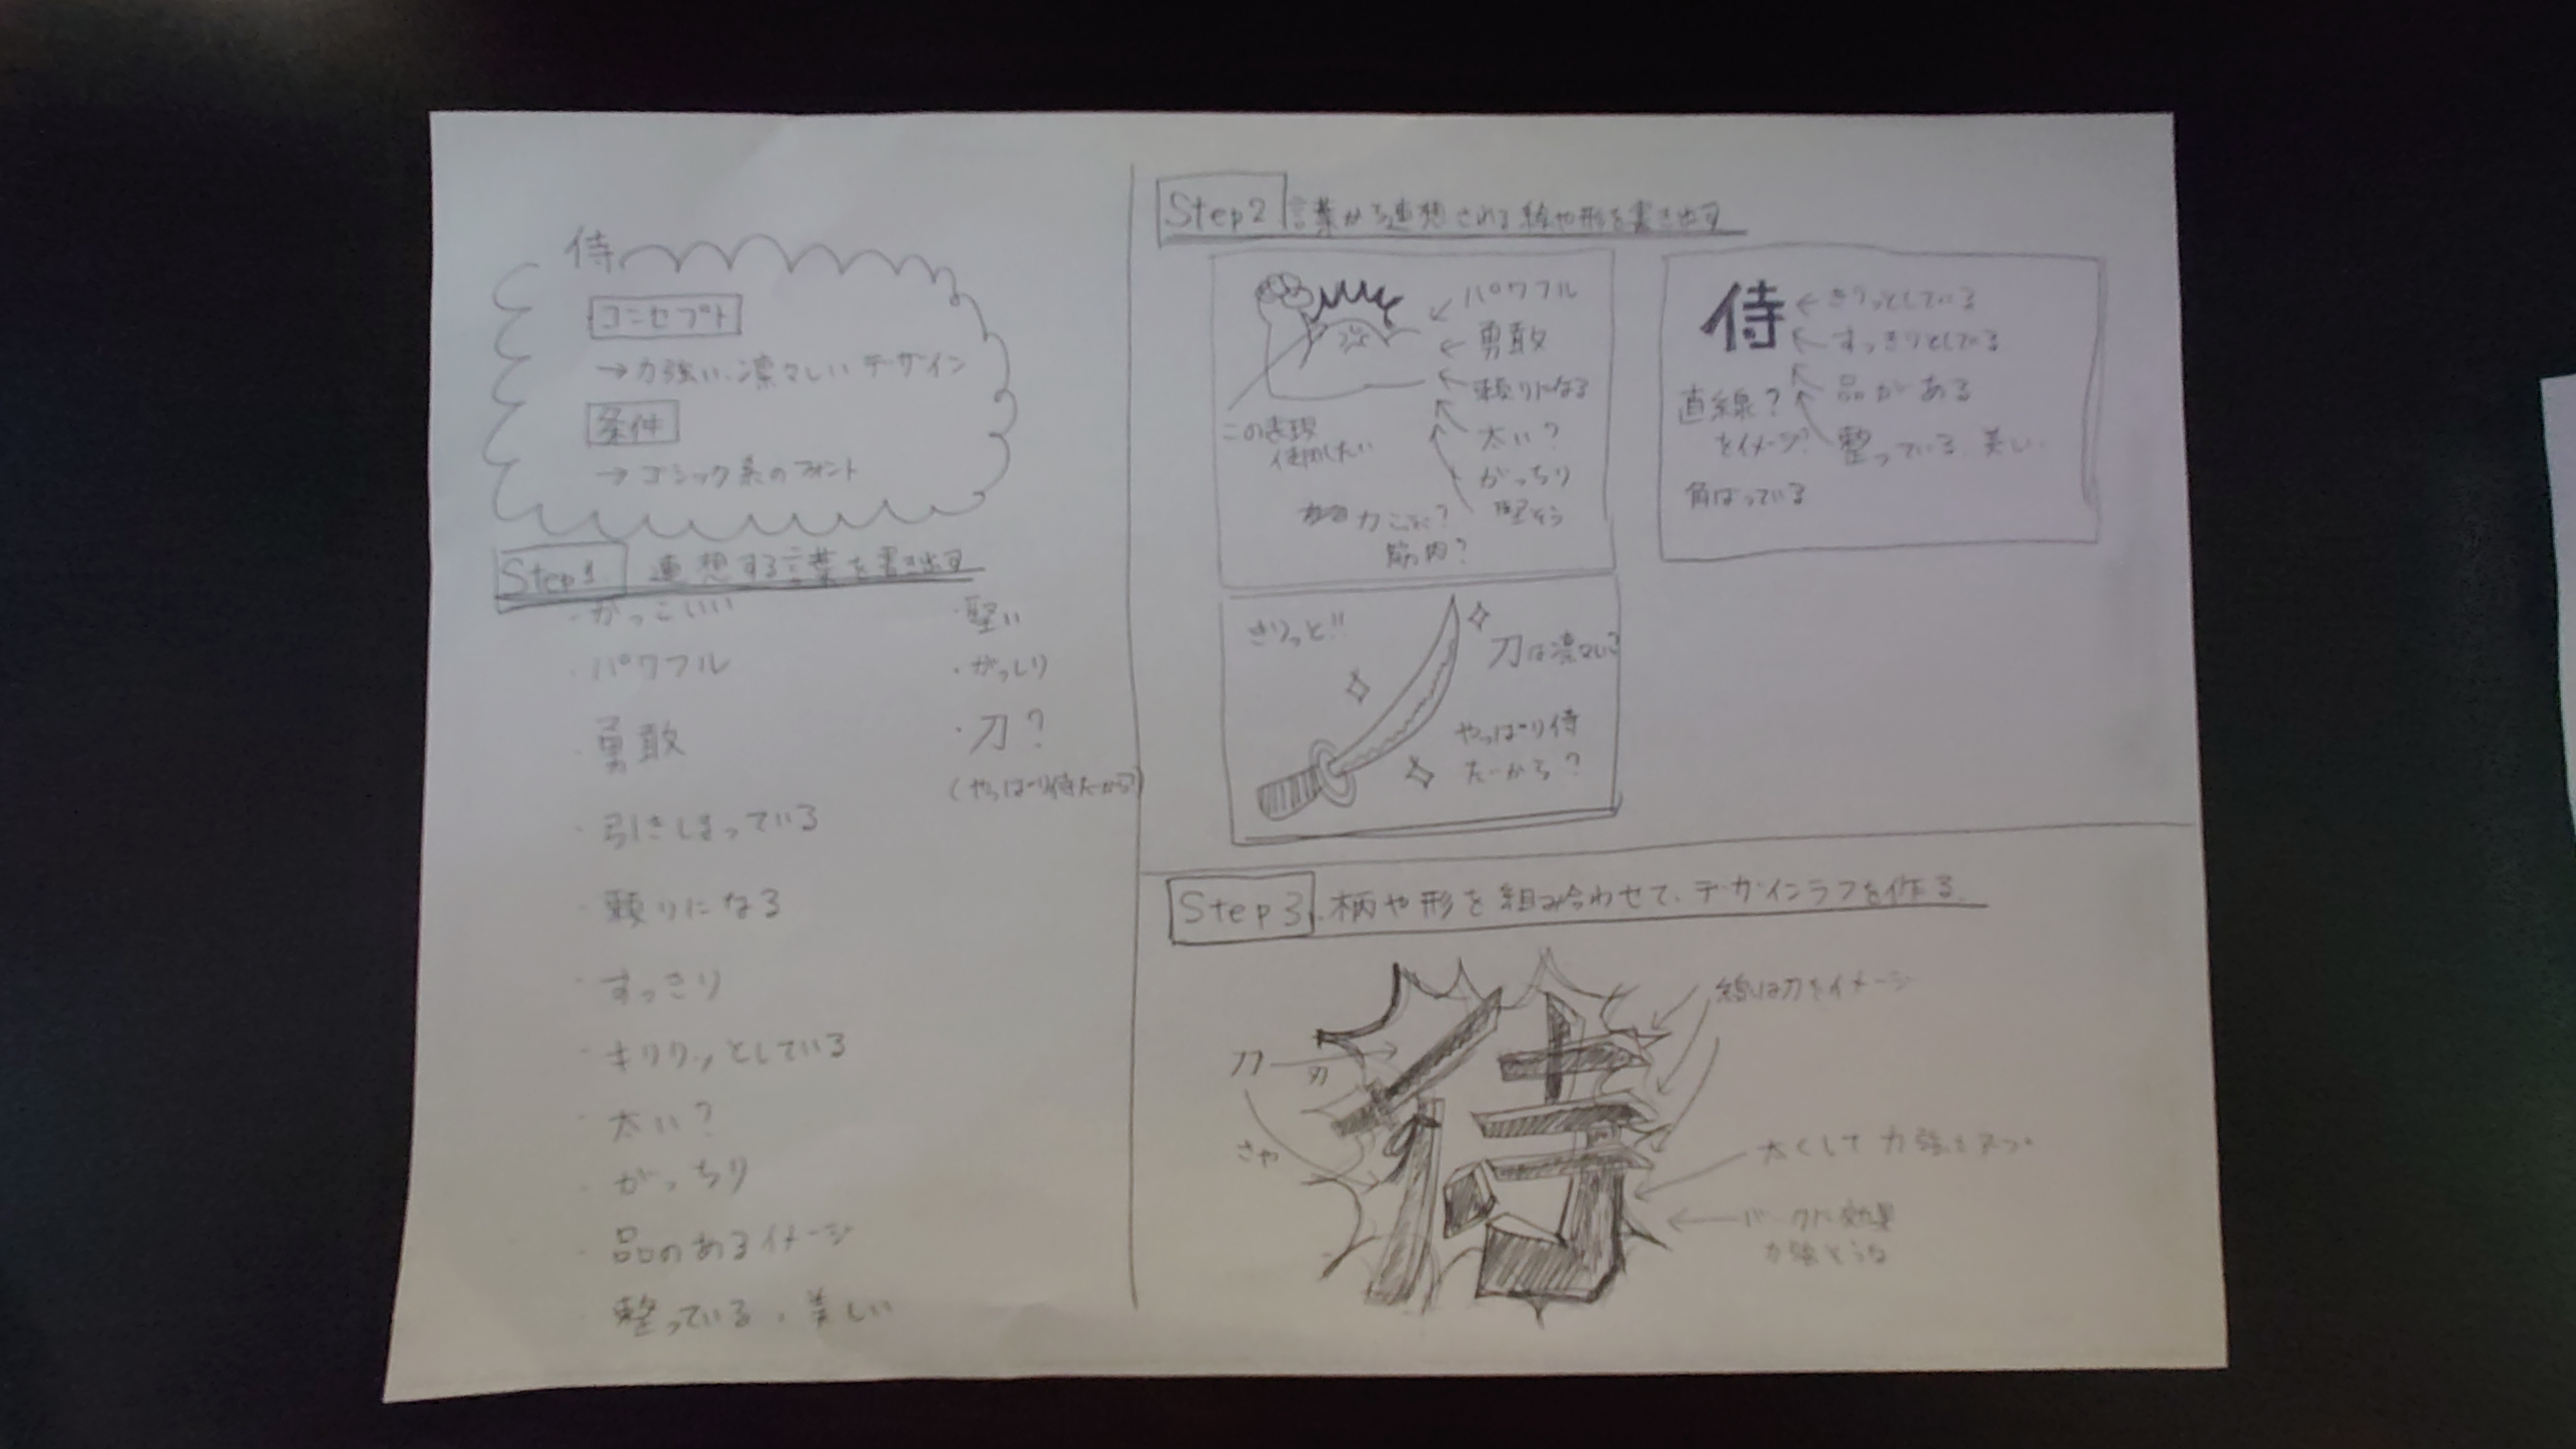 侍
コンセプト
→力強い、凛々しいデザイン
条件
→ゴシック系のフォント
Step1 連想する言葉を書き出す
・かっこいい
・パワフル
・勇敢
・引きしまっている
・頼りになる
・すっきり
・キリリッとしている
・太い?
・がっちり
・品のあるイメージ
・整っている、美しい
・堅い
・がっしり
・刀?
(やっぱり侍だから?)
Step2 言葉から連想される絵や形を書き出す
パワフル
勇敢
頼りになる
太い?
がっちり
堅そう
この表現
使用したい
力こぶ?
筋肉?
侍
きりっとしている
すっきりとしている
品がある
整っている 美しい
直線?
をイメージ?
角ばっている
きりっと!!
刀は凛々しい?
やっぱり侍
だから?
Step3. 柄や形を組み合わせて、デザインラフを作る
侍
刀
刃
さや
線は刀をイメージ
太くして力強さ
効果